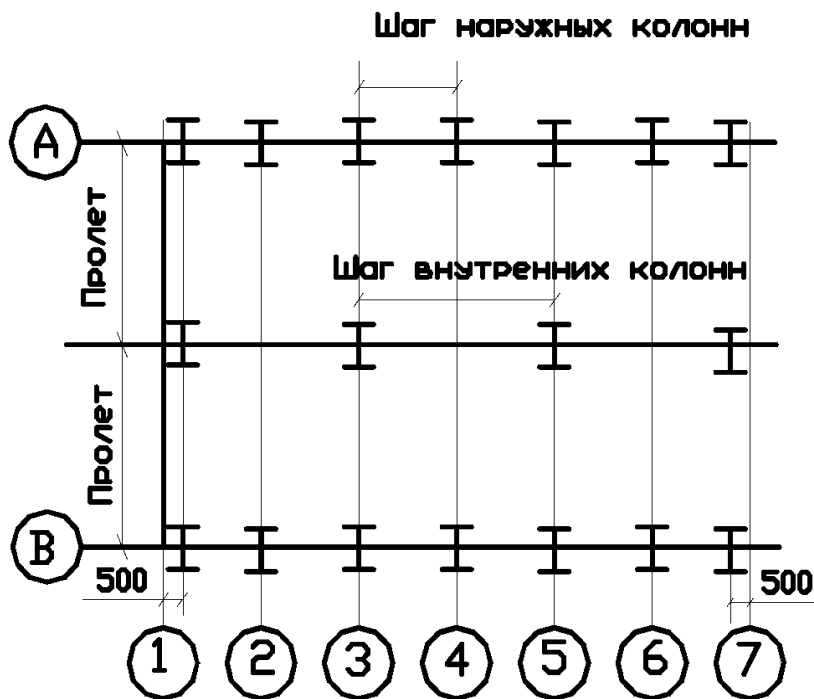 Шаг наружных колонн
А
Пролет
Шаг внутренних колонн
Пролет
В
500
500
1 2 3 4 5 6 7